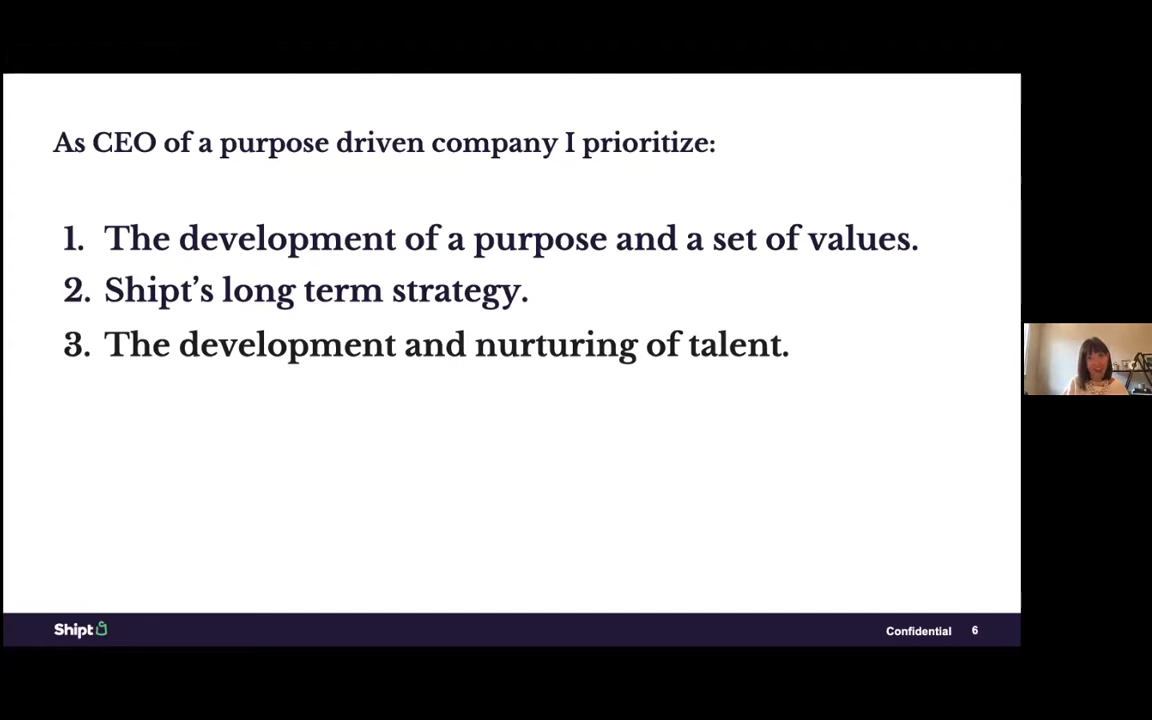 As CEO of a purpose driven company I prioritize:
1. The development of a purpose and a set of values.
2. Shipt’s long term strategy.
3. The development and nurturing of talent.
Shipt
Confidential 6